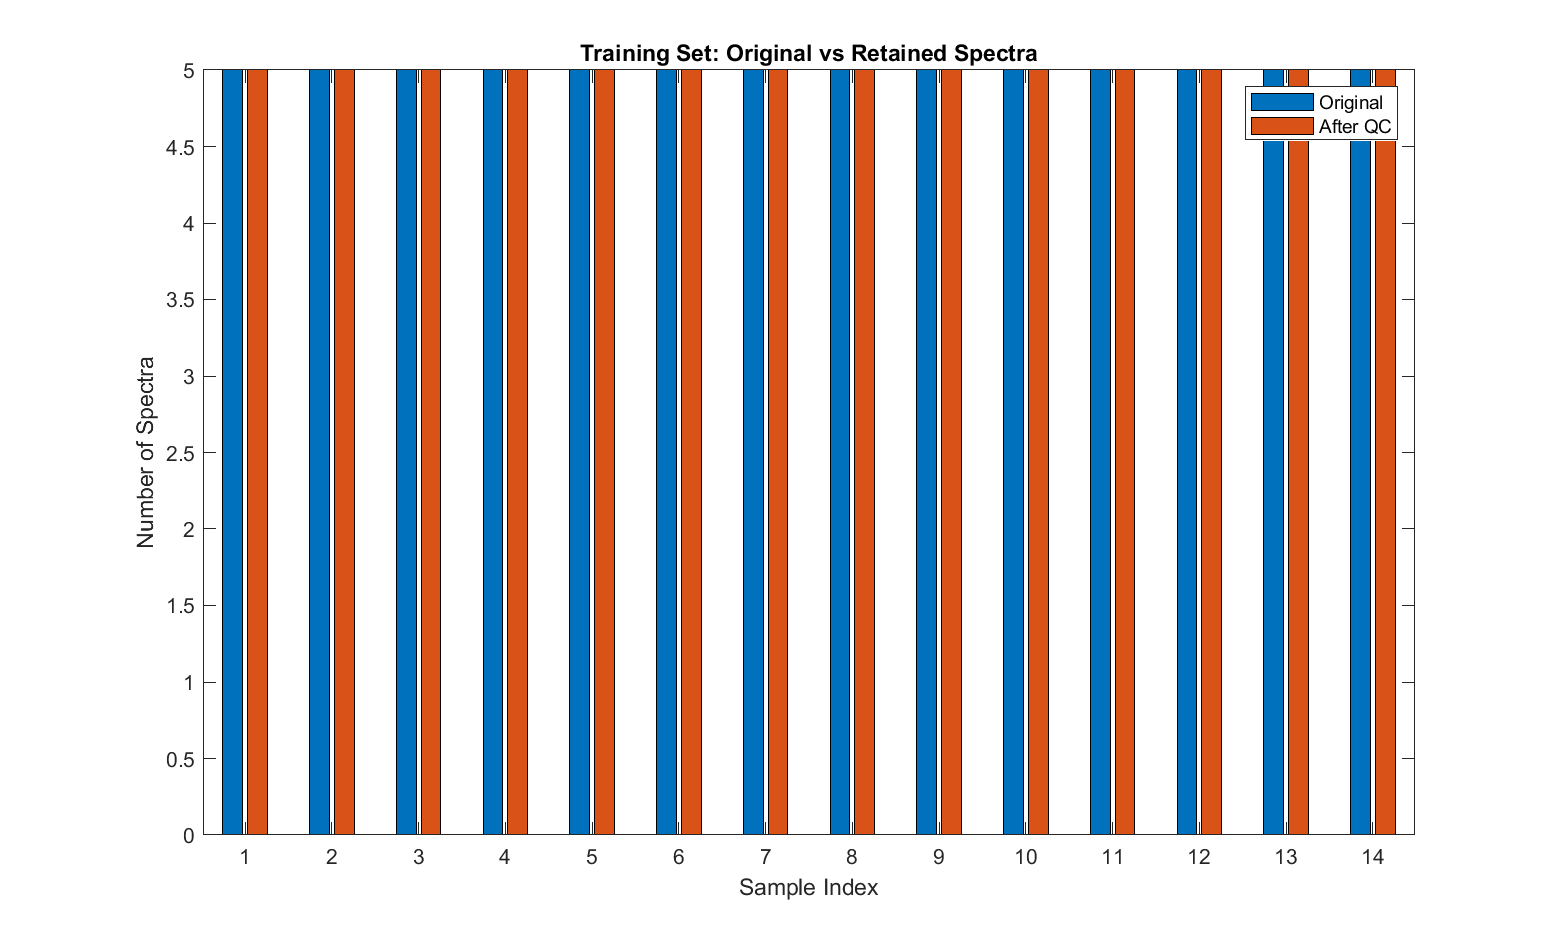 Training Set: Original vs Retained Spectra
Original
After QC
5
4.5
4
3.5
3
2.5
2
1.5
1
0.5
0
Number of Spectra
1 2 3 4 5 6 7 8 9 10 11 12 13 14
Sample Index